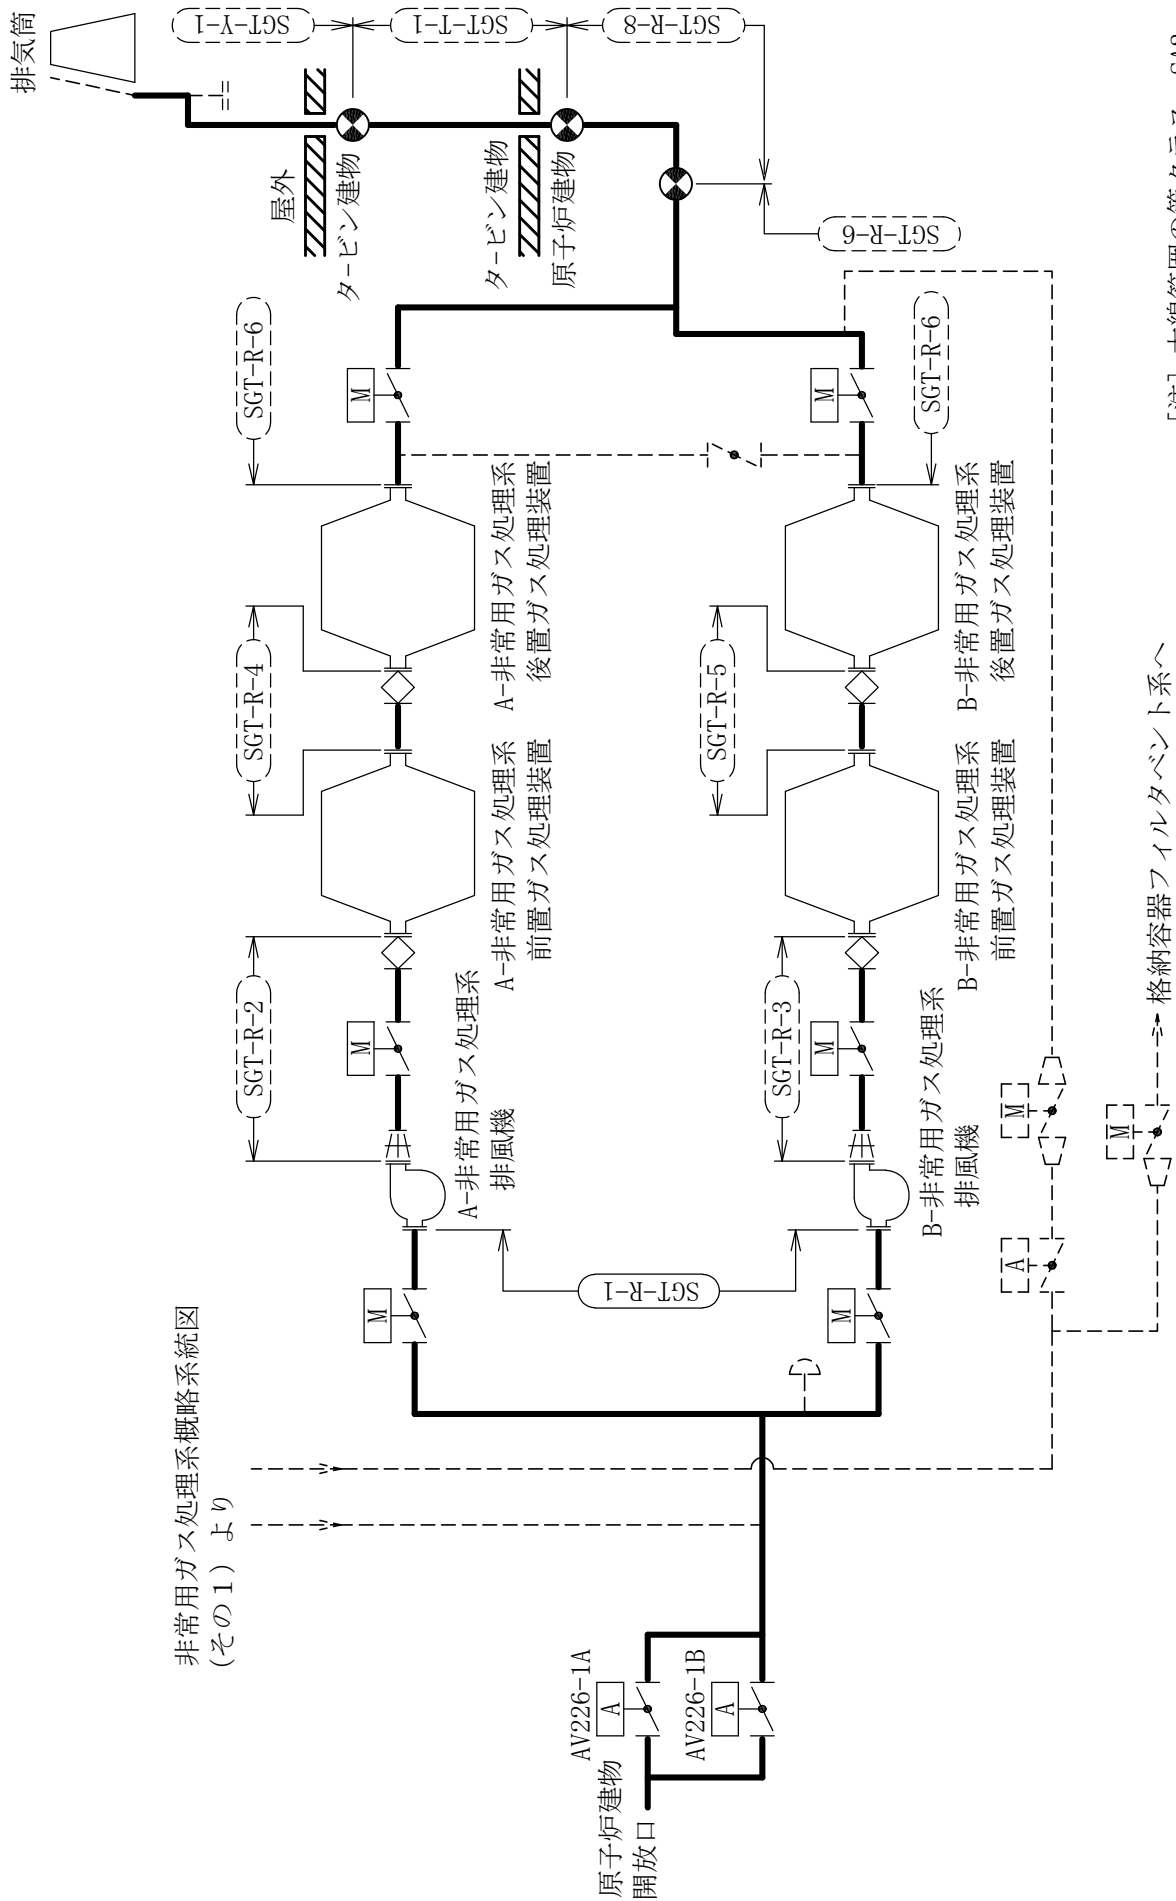 排気筒
SGT-Y-1
SGT-T-1
SGT-R-8
屋外
タービン建物
タービン建物
原子炉建物
SGT-R-6
SGT-R-6
M
M
SGT-R-6
A-非常用ガス処理系
後置ガス処理装置
B-非常用ガス処理系
後置ガス処理装置
SGT-R-4
SGT-R-5
A-非常用ガス処理系
前置ガス処理装置
B-非常用ガス処理系
前置ガス処理装置
SGT-R-2
SGT-R-3
M
M
A-非常用ガス処理系
排風機
B-非常用ガス処理系
排風機
SGT-R-1
M
M
M
A
M
格納容器フィルタベント系へ
非常用ガス処理系概略系統図
(その1) より
AV226-1A
A
AV226-1B
A
原子炉建物
開放口